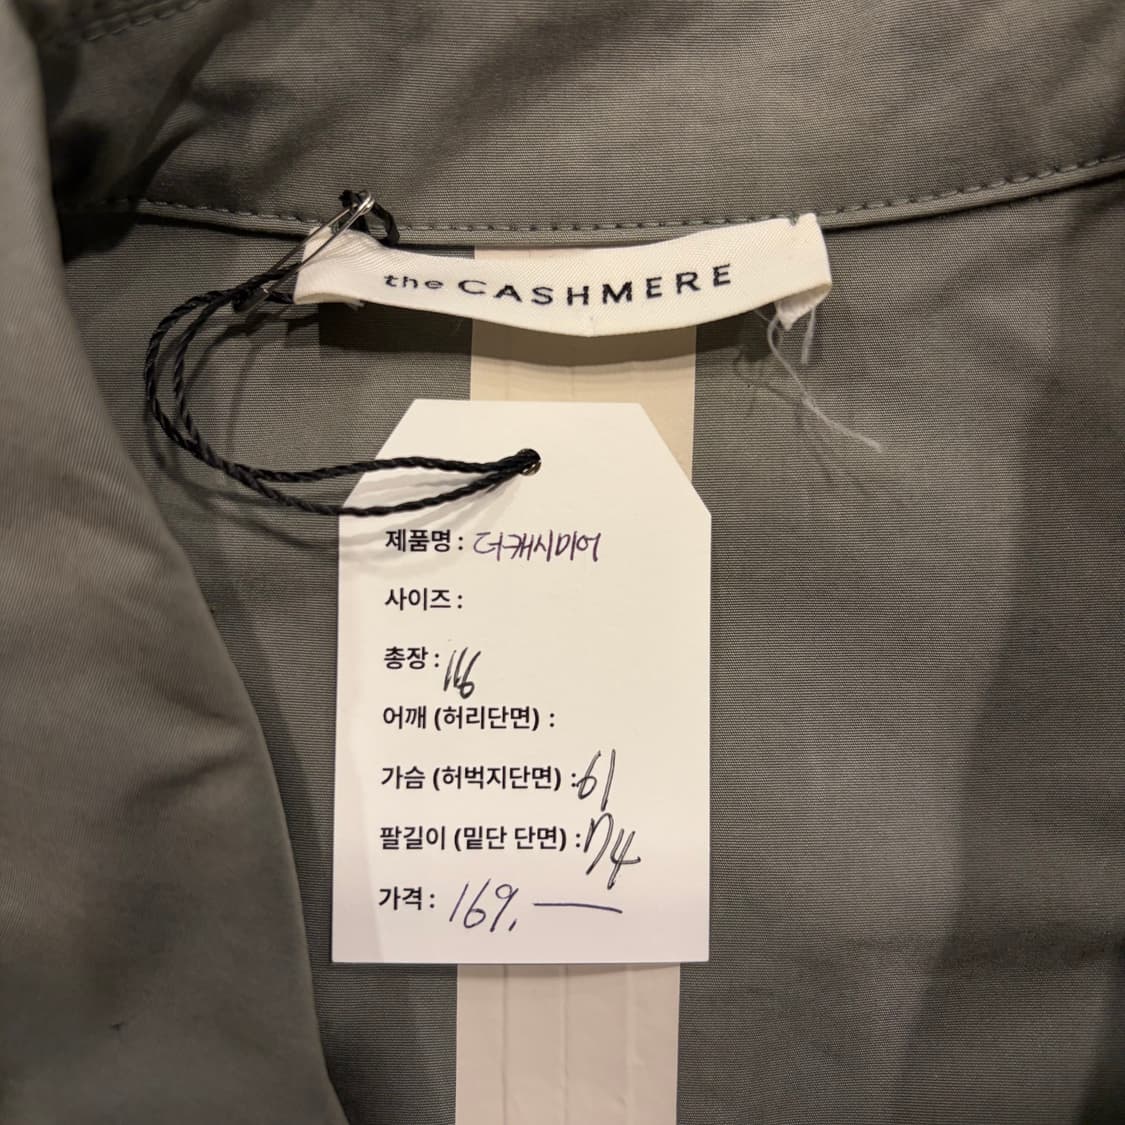 the CASHMERE
제품명 : 더캐시미어
사이즈 :
총장 : 116
어깨 (허리단면) :
가슴 (허벅지단면) : 61
팔길이 (밑단 단면) : 74
가격 : 169,—